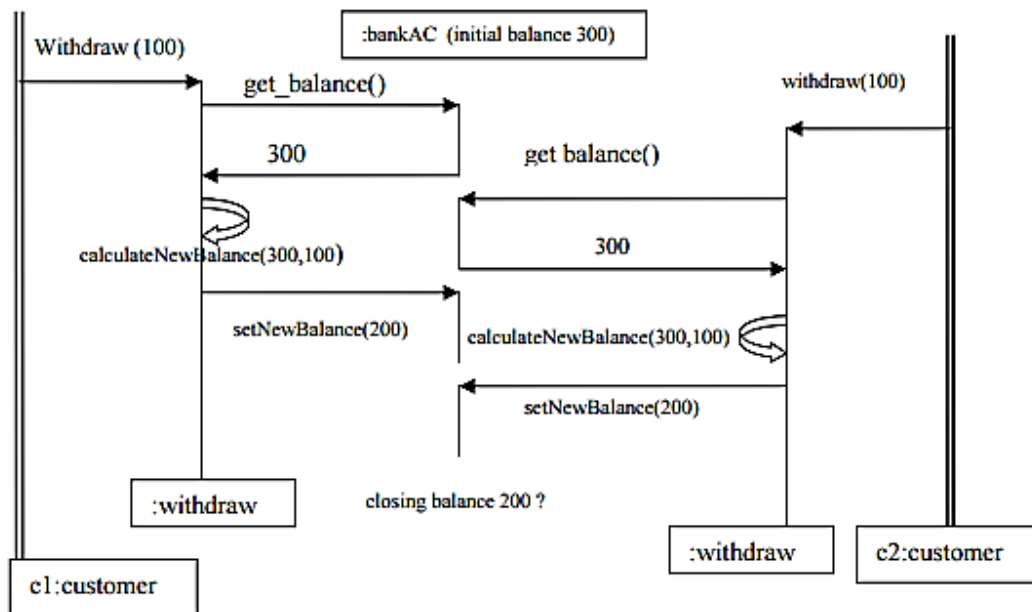 :bankAC (initial balance 300)
Withdraw (100)
get_balance()
withdraw(100)
300
get balance()
calculateNewBalance(300,100)
300
setNewBalance(200)
calculateNewBalance(300,100)
setNewBalance(200)
:withdraw
closing balance 200 ?
:withdraw
c2:customer
c1:customer